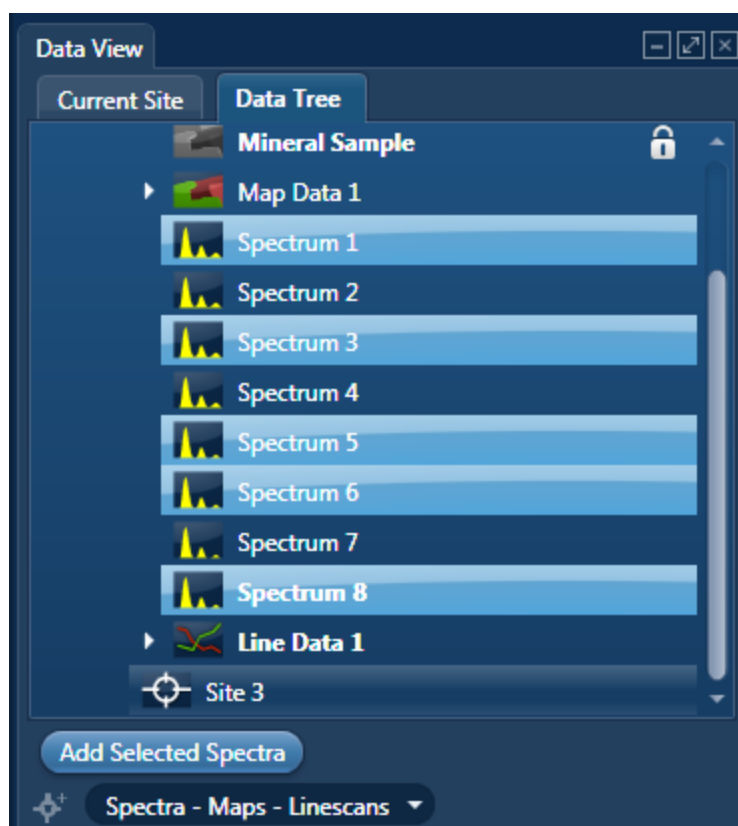 Data View
Current Site Data Tree
Mineral Sample
Map Data 1
Spectrum 1
Spectrum 2
Spectrum 3
Spectrum 4
Spectrum 5
Spectrum 6
Spectrum 7
Spectrum 8
Line Data 1
Site 3
Add Selected Spectra
Spectra - Maps - Linescans